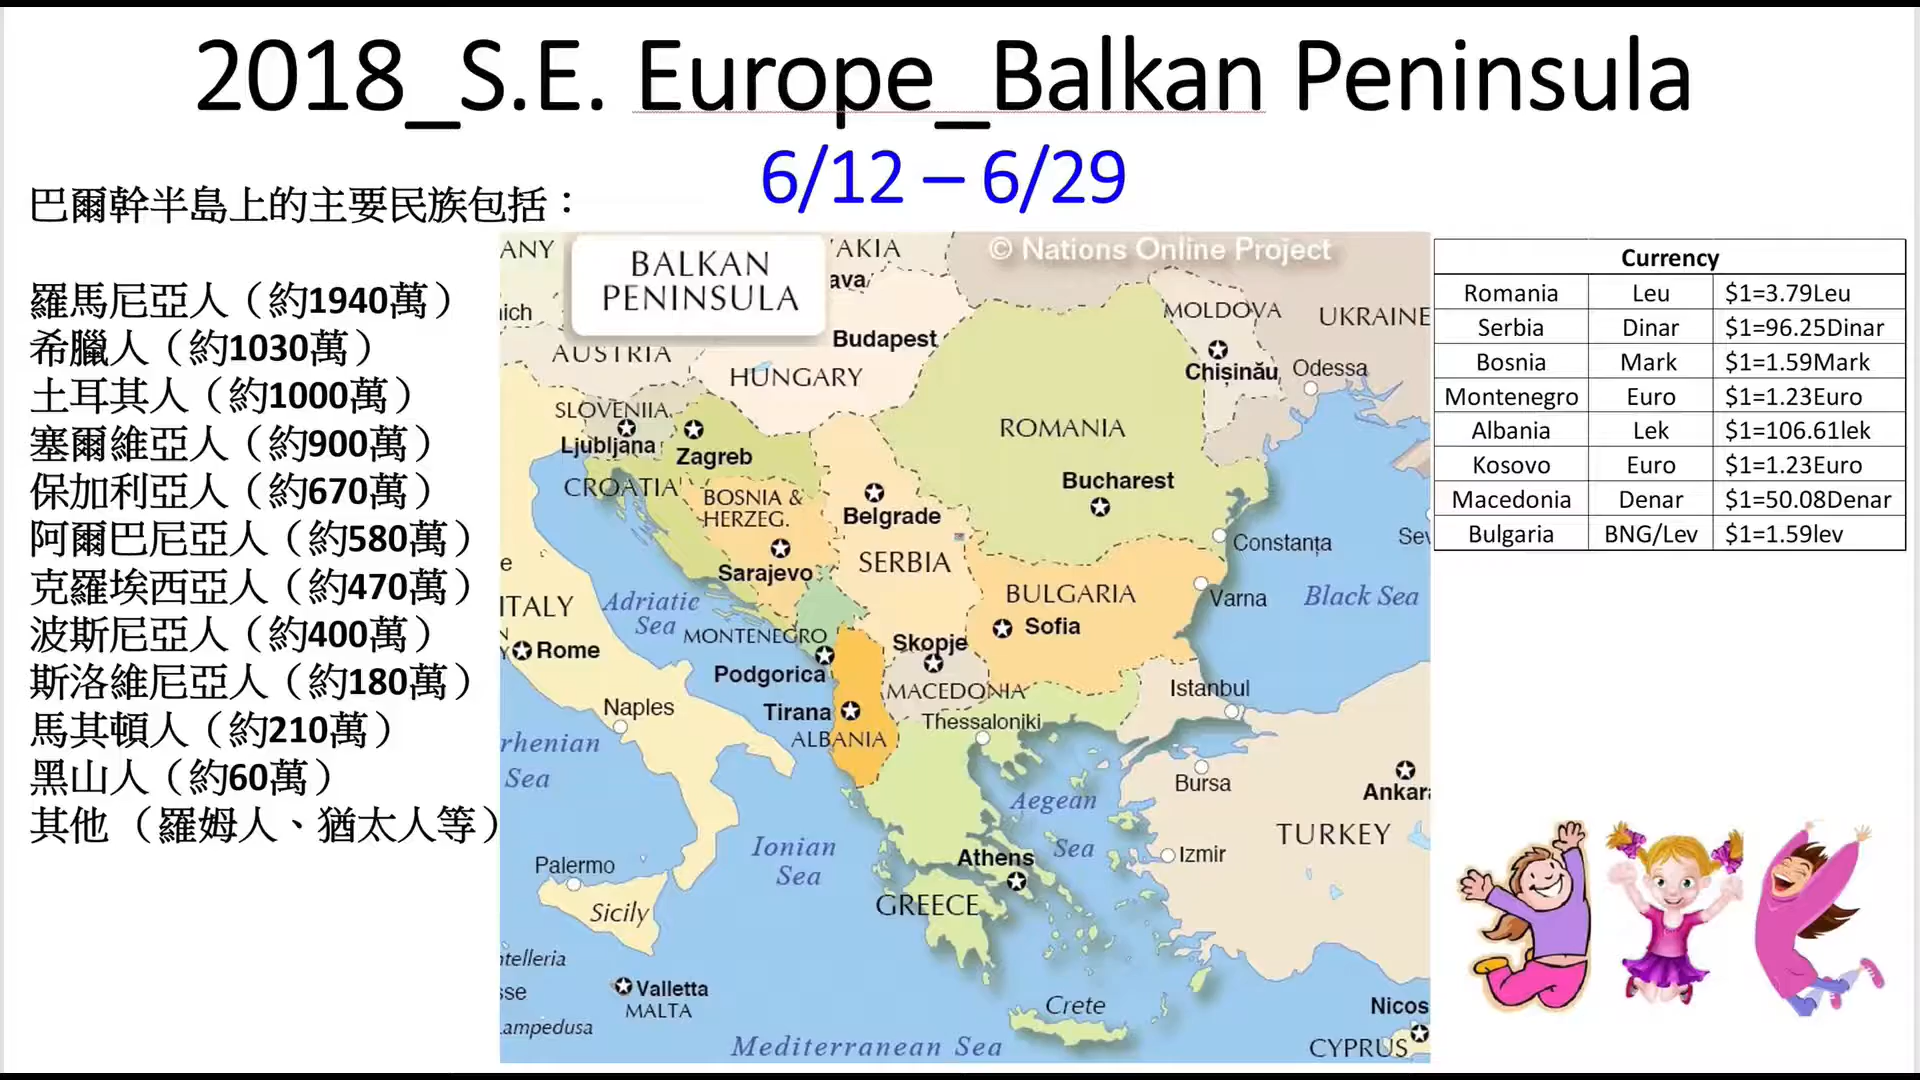 2018_S.E. Europe_Balkan Peninsula
6/12 – 6/29
巴爾幹半島上的主要民族包括：
羅馬尼亞人（約1940萬）
希臘人（約1030萬）
土耳其人（約1000萬）
塞爾維亞人（約900萬）
保加利亞人（約670萬）
阿爾巴尼亞人（約580萬）
克羅埃西亞人（約470萬）
波斯尼亞人（約400萬）
斯洛維尼亞人（約180萬）
馬其頓人（約210萬）
黑山人（約60萬）
其他 （羅姆人、猶太人等）
ANY
BALKAN
PENINSULA
AKIA
ava
© Nations Online Project
ich
MOLDOVA
UKRAINE
Budapest
AUSTRIA
HUNGARY
Chișinău
Odessa
SLOVENIIA
Ljubljana
Zagreb
ROMANIA
CROATIA
BOSNIA &
HERZEG.
Bucharest
Belgrade
Sarajevo
SERBIA
Constanța
Sev
e
ITALY
Adriatic
Sea
BULGARIA
Varna
Black Sea
MONTENEGRO
Skopje
Sofia
Rome
Podgorica
MACEDONIA
Istanbul
Naples
Tirana
Thessaloniki
ALBANIA
rhenian
Sea
Bursa
Ankara
Aegean
Sea
TURKEY
Ionian
Sea
Athens
Izmir
Palermo
GREECE
Sicily
ntelleria
sse
Valletta
MALTA
ampedusa
Crete
Nicos
Mediterranean Sea
CYPRUS
Currency
Romania Leu $1=3.79Leu
Serbia Dinar $1=96.25Dinar
Bosnia Mark $1=1.59Mark
Montenegro Euro $1=1.23Euro
Albania Lek $1=106.61lek
Kosovo Euro $1=1.23Euro
Macedonia Denar $1=50.08Denar
Bulgaria BNG/Lev $1=1.59lev